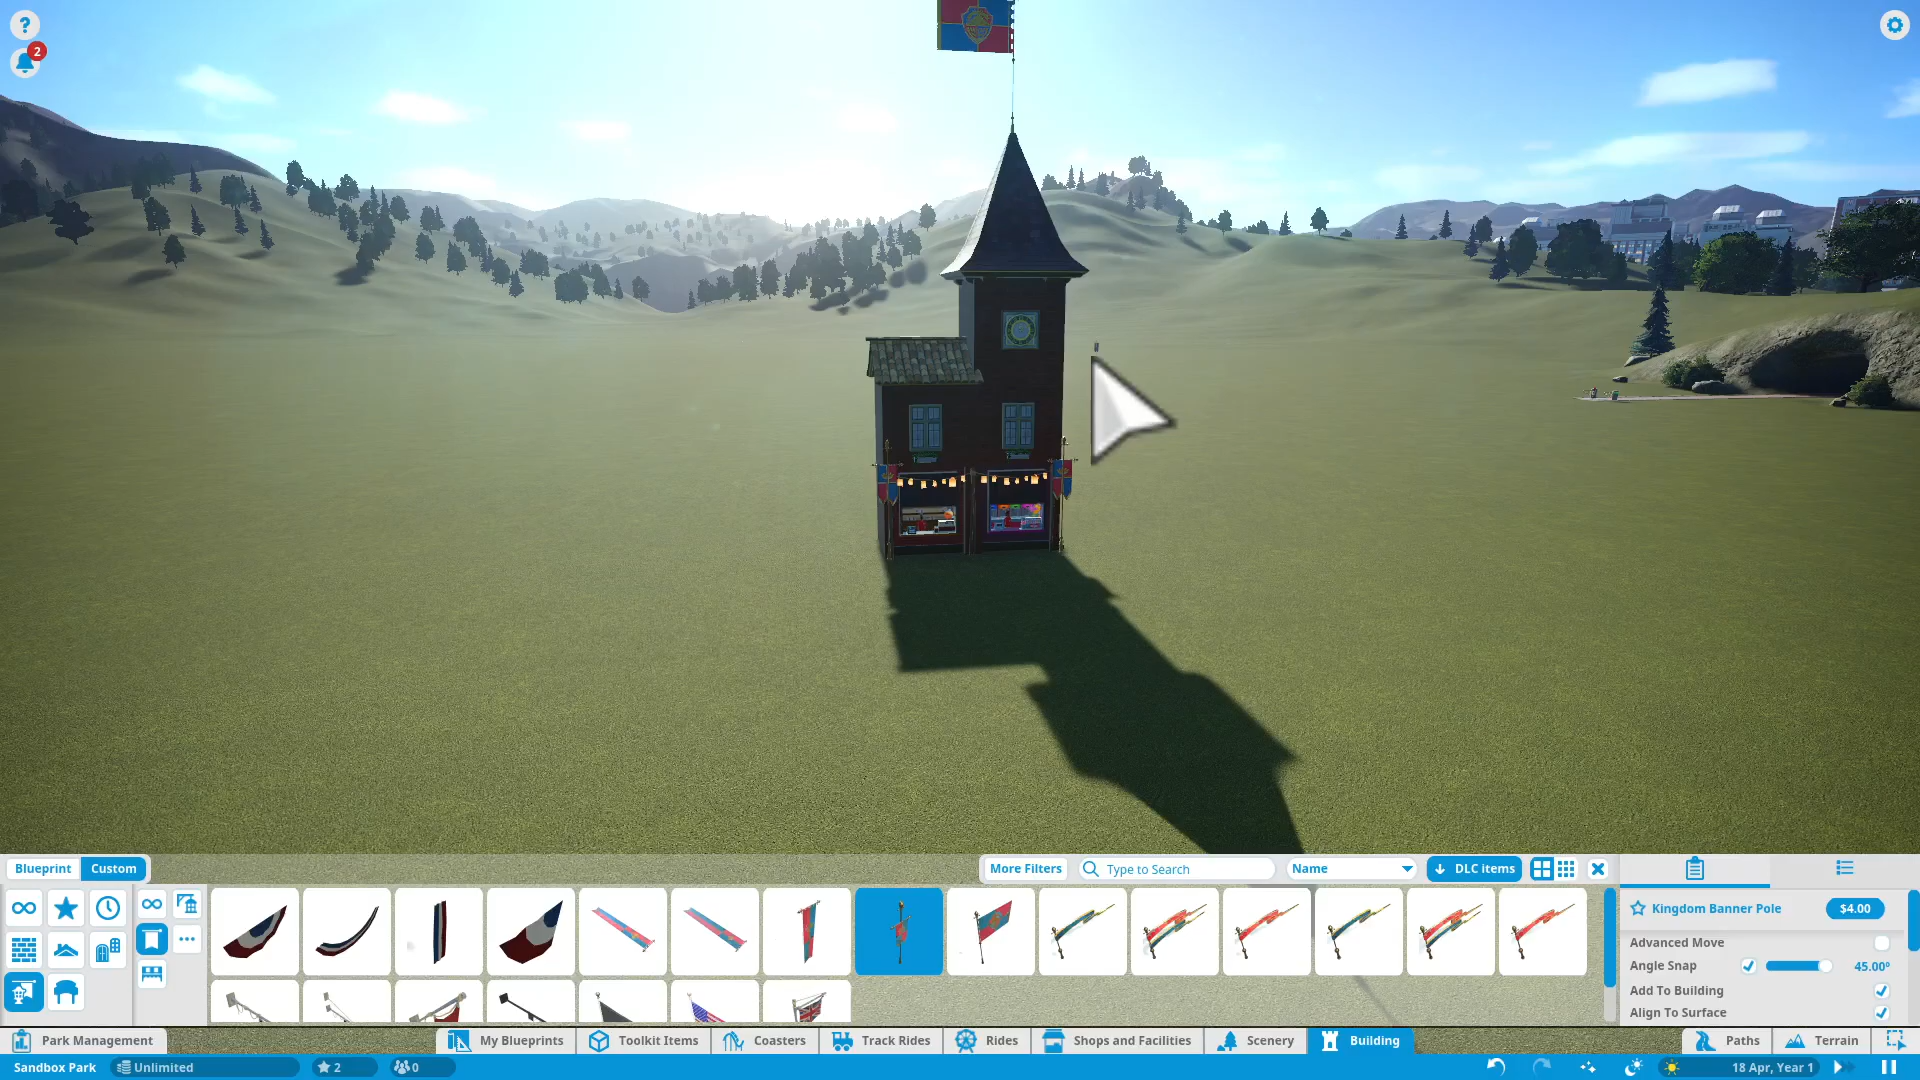 ?
2
Blueprint
Custom
More Filters
Type to Search
Name
DLC items
Kingdom Banner Pole
$4.00
Advanced Move
Angle Snap
45.00º
Add To Building
Align To Surface
Park Management
My Blueprints
Toolkit Items
Coasters
Track Rides
Rides
Shops and Facilities
Scenery
Building
Paths
Terrain
Sandbox Park
Unlimited
2
0
18 Apr, Year 1